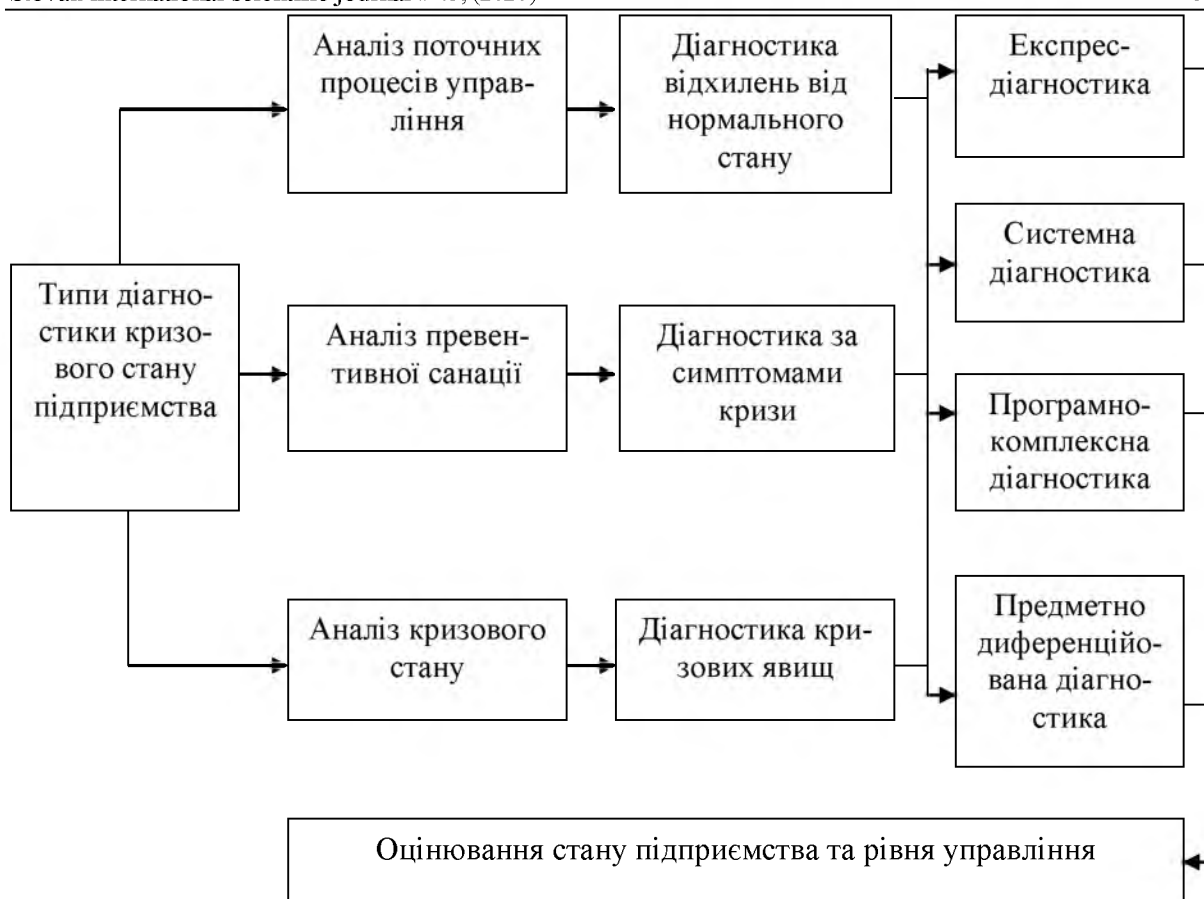 Аналіз поточних
процесів управ-
ління
Діагностика
відхилень від
нормального
стану
Експрес-
діагностика
Системна
діагностика
Типи діагно-
стики кризо-
вого стану
підприємства
Аналіз превен-
тивної санації
Діагностика за
симптомами
кризи
Програмно-
комплексна
діагностика
Аналіз кризового
стану
Діагностика кри-
зових явищ
Предметно
диференційо-
вана діагно-
стика
Оцінювання стану підприємства та рівня управління